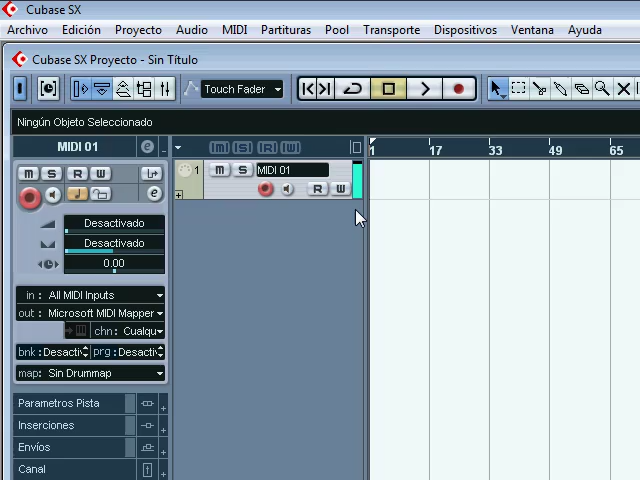 Cubase SX
Archivo Edición Proyecto Audio MIDI Partituras Pool Transporte Dispositivos Ventana Ayuda
Cubase SX Proyecto - Sin Título
Touch Fader
Ningún Objeto Seleccionado
MIDI 01 e M S R W 1 17 33 49 65
M S R W
1 M S MIDI 01
R W
e
Desactivado
Desactivado
0.00
in : All MIDI Inputs
out : Microsoft MIDI Mapper
chn : Cualqu
bnk : Desacti prg : Desacti
map: Sin Drummap
Parametros Pista
Inserciones
Envíos
Canal